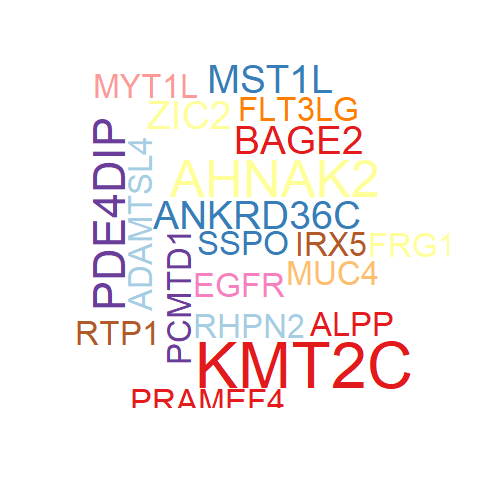 MYT1L
MST1L
ZIC2
FLT3LG
BAGE2
PDE4DIP
ADAMTSL4
AHNAK2
ANKRD36C
PCMTD1
SSPO
IRX5
FRG1
EGFR
MUC4
RTP1
RHPN2
ALPP
KMT2C
PRAMEF4